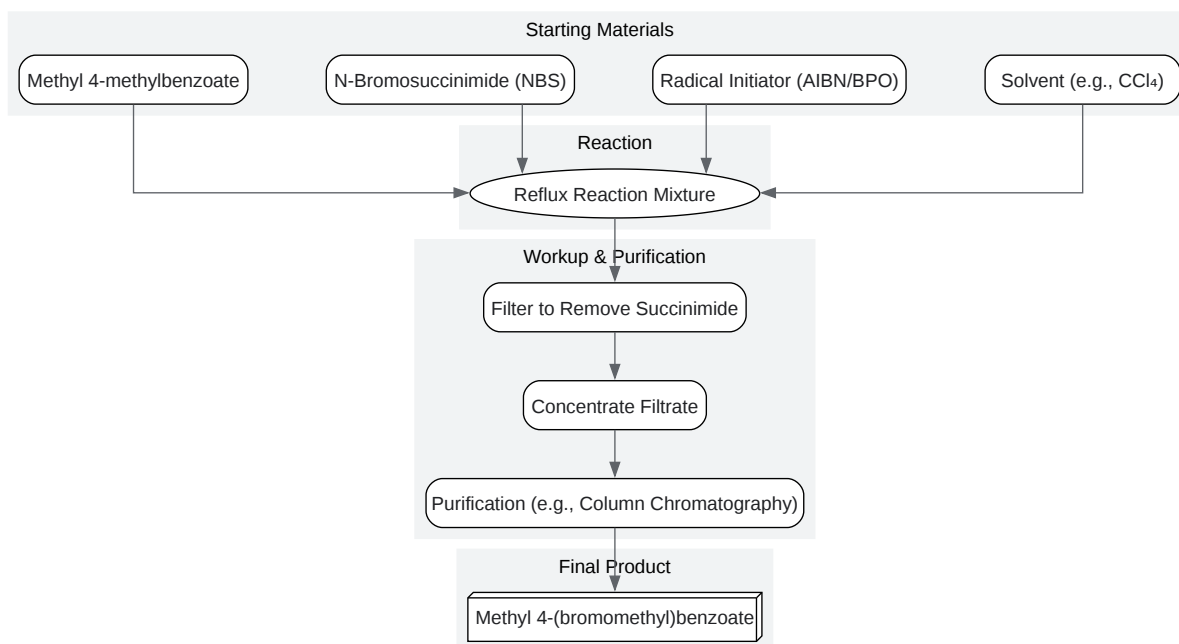 Starting Materials
Methyl 4-methylbenzoate
N-Bromosuccinimide (NBS)
Radical Initiator (AIBN/BPO)
Solvent (e.g., CCl₄)
Reaction
Reflux Reaction Mixture
Workup & Purification
Filter to Remove Succinimide
Concentrate Filtrate
Purification (e.g., Column Chromatography)
Final Product
Methyl 4-(bromomethyl)benzoate